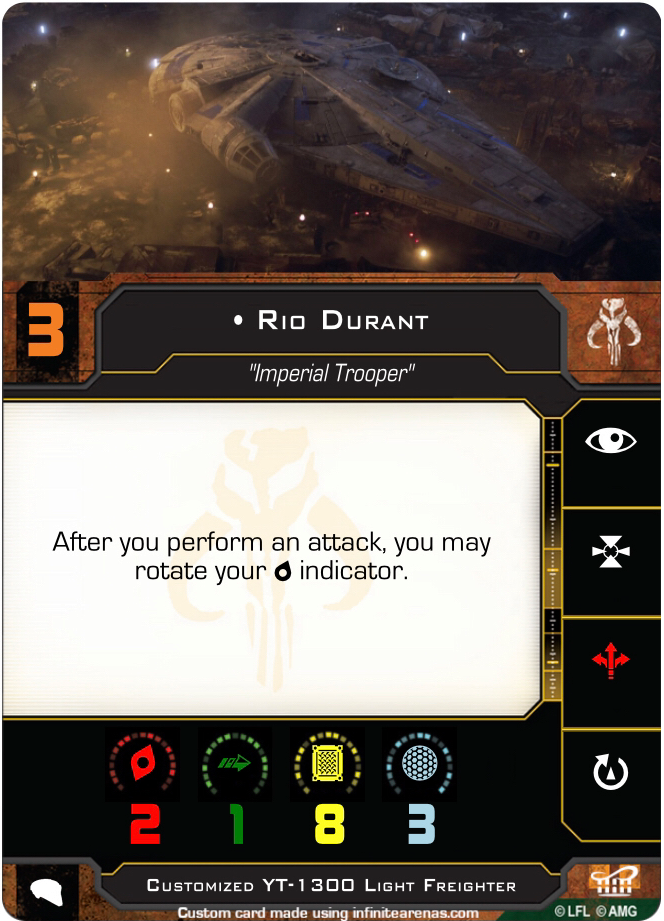 3
• Rio Durant
"Imperial Trooper"
After you perform an attack, you may
rotate your indicator.
2 1 8 3
Customized YT-1300 Light Freighter
Custom card made using infinitearenas.com
© LFL © AMG